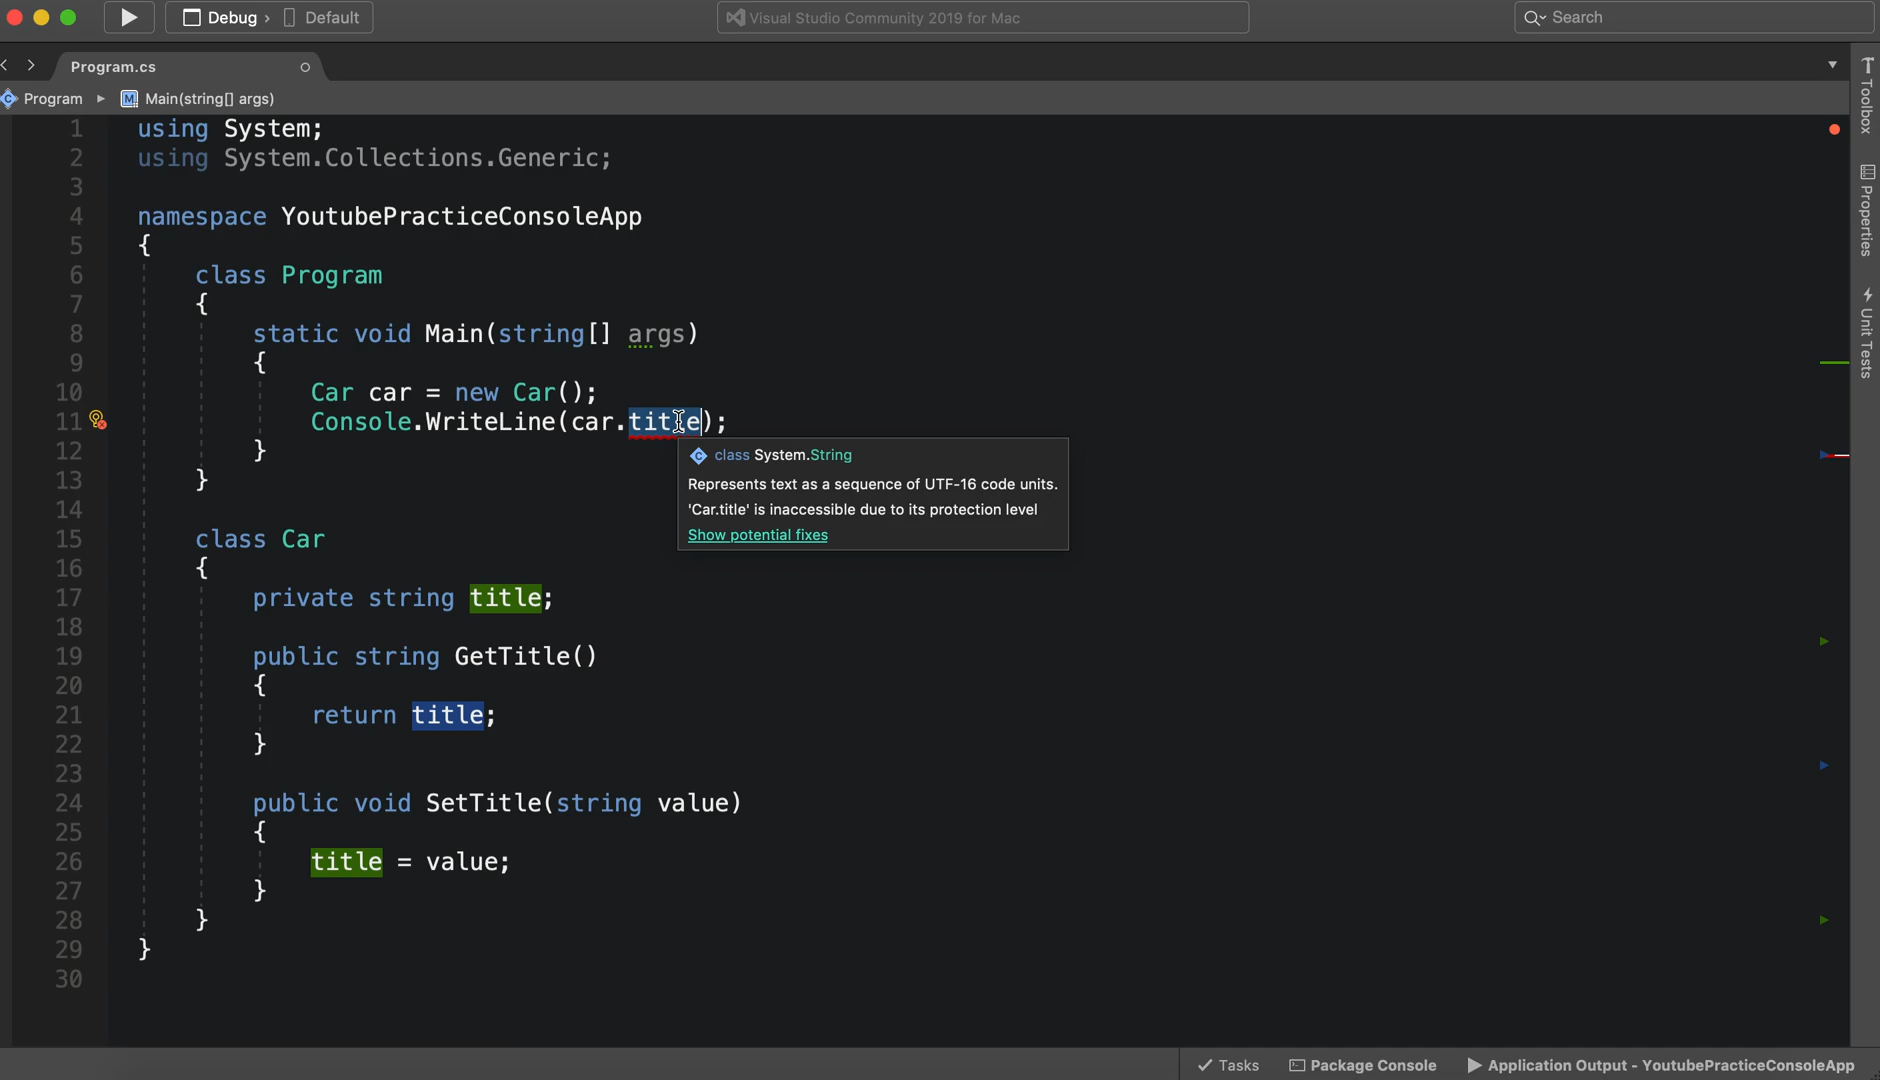 Debug › Default
Visual Studio Community 2019 for Mac
Search
Program.cs
Program ▸ M Main(string[] args)
1 using System;
2 using System.Collections.Generic;
3
4 namespace YoutubePracticeConsoleApp
5 {
6 class Program
7 {
8 static void Main(string[] args)
9 {
10 Car car = new Car();
11 Console.WriteLine(car.title);
12 }
class System.String
Represents text as a sequence of UTF-16 code units.
'Car.title' is inaccessible due to its protection level
Show potential fixes
13 }
14
15 class Car
16 {
17 private string title;
18
19 public string GetTitle()
20 {
21 return title;
22 }
23
24 public void SetTitle(string value)
25 {
26 title = value;
27 }
28 }
29 }
30
Toolbox
Properties
Unit Tests
Tasks
Package Console
Application Output - YoutubePracticeConsoleApp